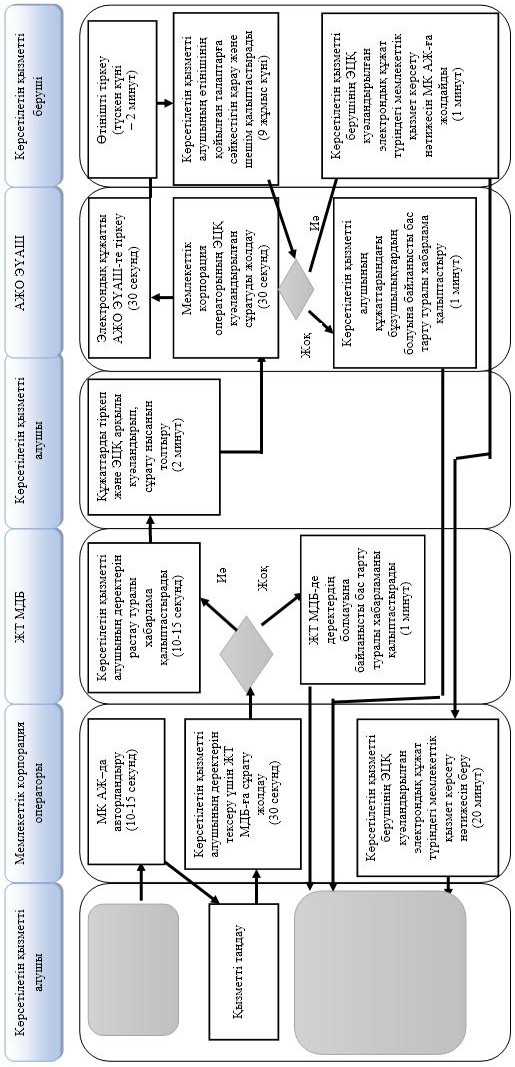 Көрсетілетін қызметті
алушы
Мемлекеттік корпорация
операторы
ЖТ МДБ
Көрсетілетін қызметті
алушы
АЖО ЭҮАШ
Көрсетілетін қызметті
беруші
МК АЖ–да
авторландыру
(10-15 секунд)
Қызметті таңдау
Көрсетілетін қызметті
алушының деректерін
тексеру үшін ЖТ
МДБ-ға сұрату
жолдау
(30 секунд)
Көрсетілетін қызметті
берушінің ЭЦҚ
куәландырылған
электрондық құжат
түріндегі мемлекеттік
қызмет көрсету
нәтижесін беру
(20 минут)
Көрсетілетін қызметті
алушының деректерін
растау туралы
хабарлама
қалыптастырады
(10-15 секунд)
Иә
Жоқ
ЖТ МДБ-де
деректердің
болмауына
байланысты бас тарту
туралы хабарламаны
қалыптастырады
(1 минут)
Құжаттарды тіркеп
және ЭЦҚ арқылы
куәландырып,
сұрату нысанын
толтыру
(2 минут)
Электрондық құжатты
АЖО ЭҮАШ-те тіркеу
(30 секунд)
Мемлекеттік
корпорация
операторының ЭЦҚ
куәландырылған
сұратуды жолдау
(30 секунд)
Иә
Жоқ
Көрсетілетін қызметті
алушының
құжаттарындағы
бұзушылықтардың
болуына байланысты бас
тарту туралы хабарлама
қалыптастыру
(1 минут)
Өтінішті тіркеу
(түскен күні
– 2 минут)
Көрсетілетін қызметті
алушының өтінішінің
қойылған талаптарға
сәйкестігін қарау және
шешім қалыптастырады
(9 жұмыс күні)
Көрсетілетін қызметті
берушінің ЭЦҚ
куәландырылған
электрондық құжат
түріндегі мемлекеттік
қызмет көрсету
нәтижесін МК АЖ-ға
жолдайды
(1 минут)